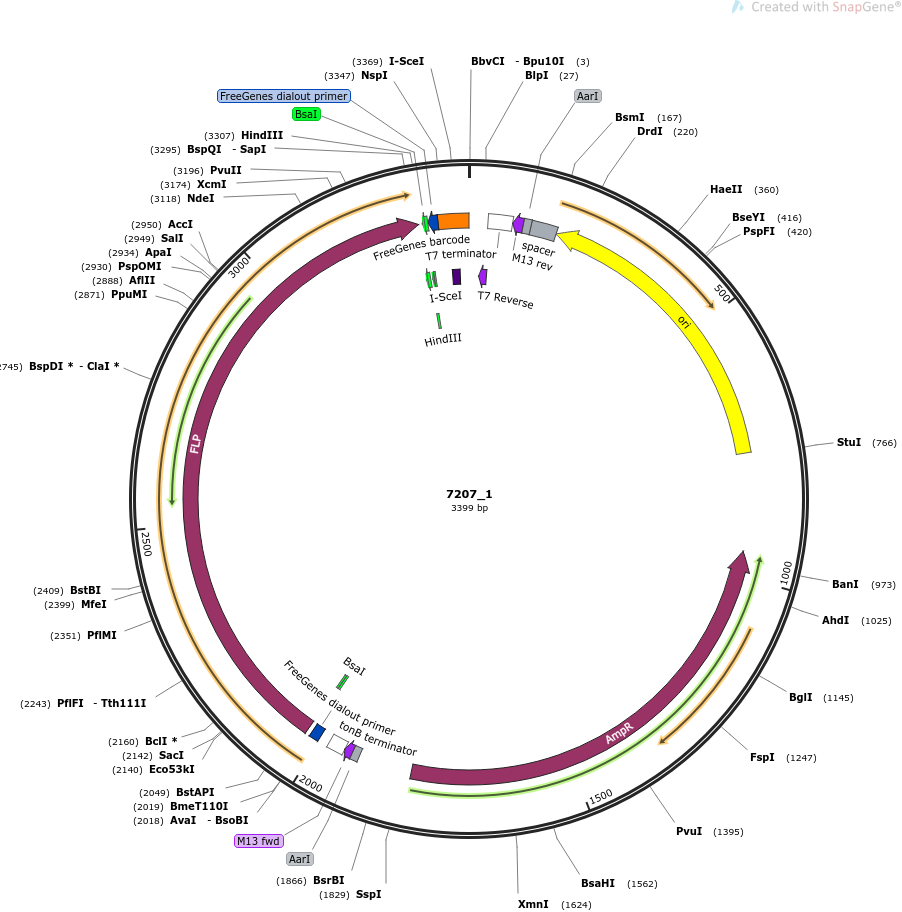 Created with SnapGene®
(3369) I-SceI
BbvCI - Bpu10I (3)
(3347) NspI
BlpI (27)
FreeGenes dialout primer
AarI
BsaI
BsmI (167)
DrdI (220)
(3307) HindIII
(3295) BspQI - SapI
(3196) PvuII
(3174) XcmI
(3118) NdeI
HaeII (360)
BseYI (416)
PspFI (420)
(2950) AccI
(2949) SalI
(2934) ApaI
(2930) PspOMI
(2888) AflII
(2871) PpuMI
FreeGenes barcode
T7 terminator
spacer
M13 rev
I-SceI
T7 Reverse
HindIII
3000
500
ori
2745) BspDI * - ClaI *
StuI (766)
FLP
7207_1
3399 bp
2500
1000
BanI (973)
AhdI (1025)
(2409) BstBI
(2399) MfeI
(2351) PflMI
BsaI
FreeGenes dialout primer
tonB terminator
BglI (1145)
(2243) PflFI - Tth111I
AmpR
(2160) BclI *
(2142) SacI
(2140) Eco53kI
FspI (1247)
2000
1500
(2049) BstAPI
(2019) BmeT110I
(2018) AvaI - BsoBI
PvuI (1395)
M13 fwd
AarI
(1866) BsrBI
(1829) SspI
BsaHI (1562)
XmnI (1624)